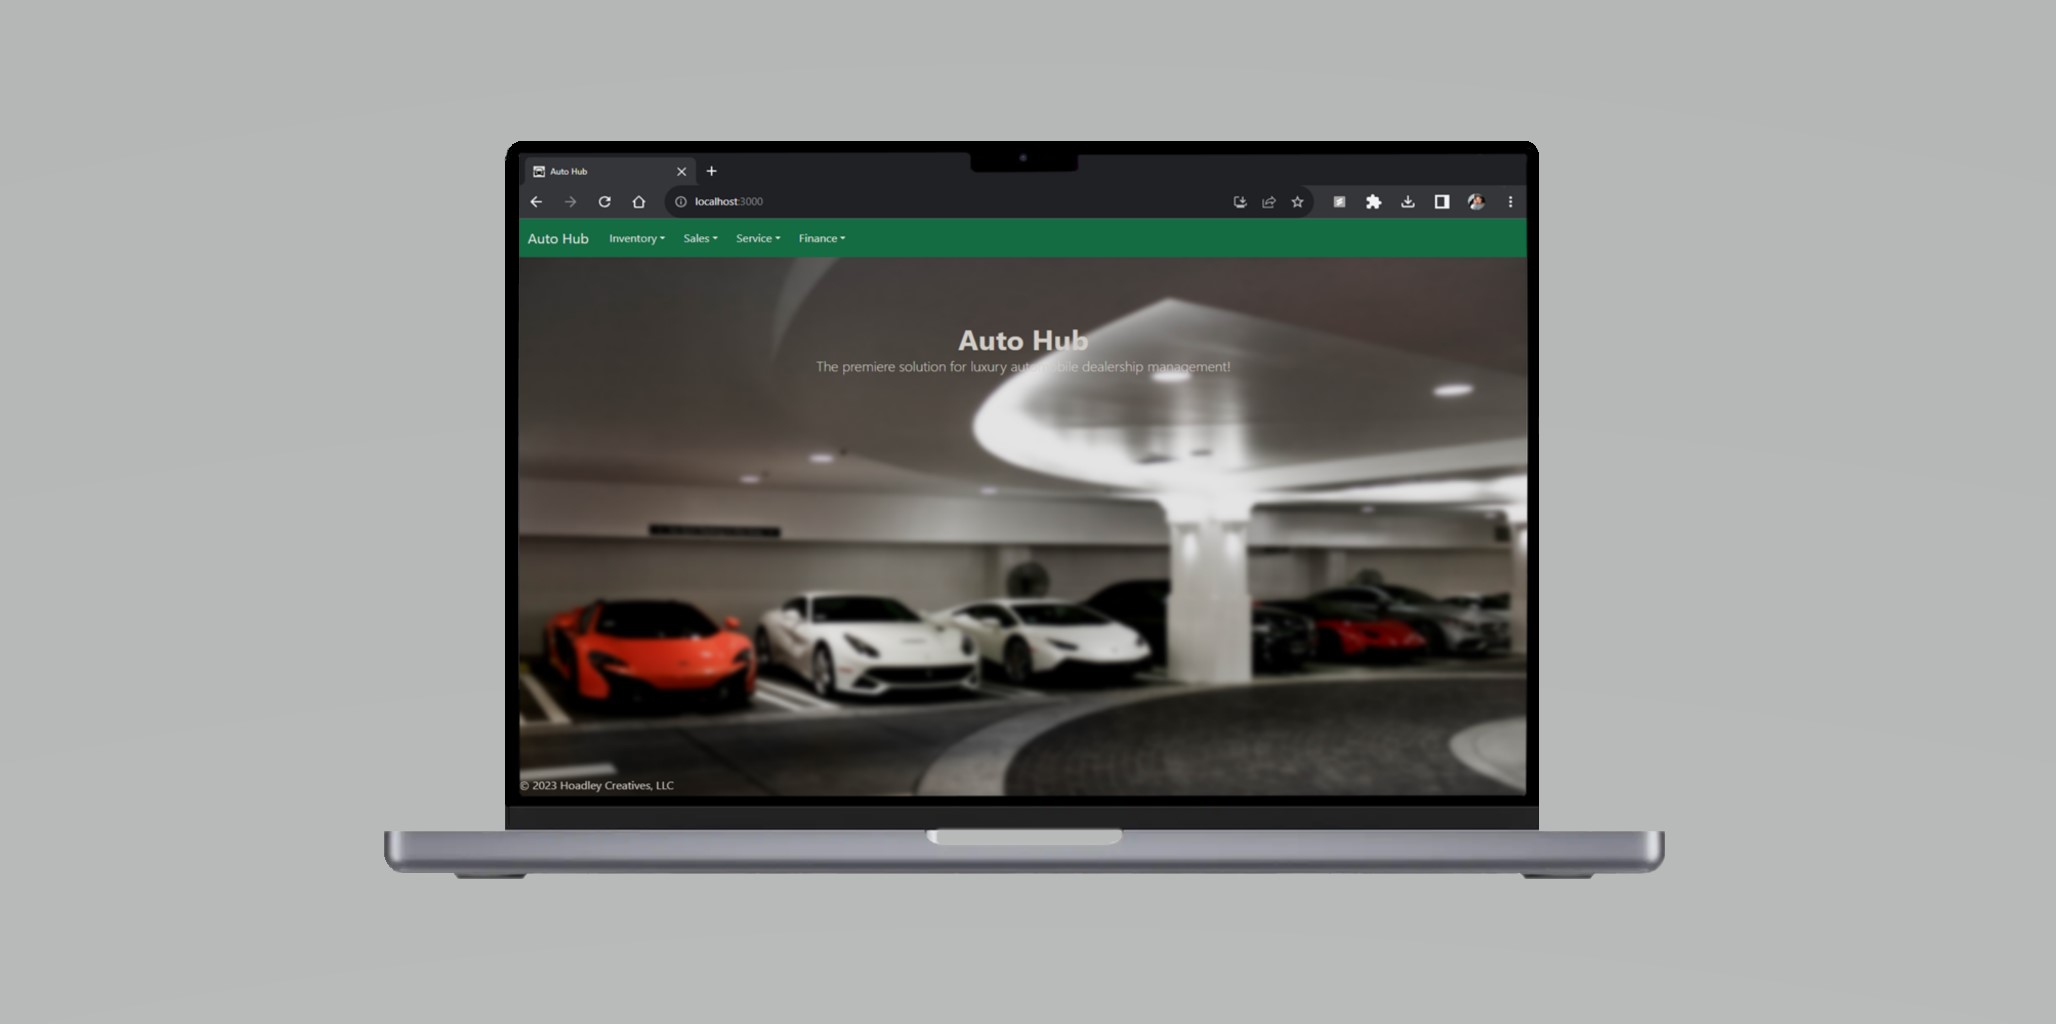 Auto Hub
localhost:3000
Auto Hub Inventory Sales Service Finance
Auto Hub
The premiere solution for luxury automobile dealership management!
© 2023 Hoadley Creatives, LLC